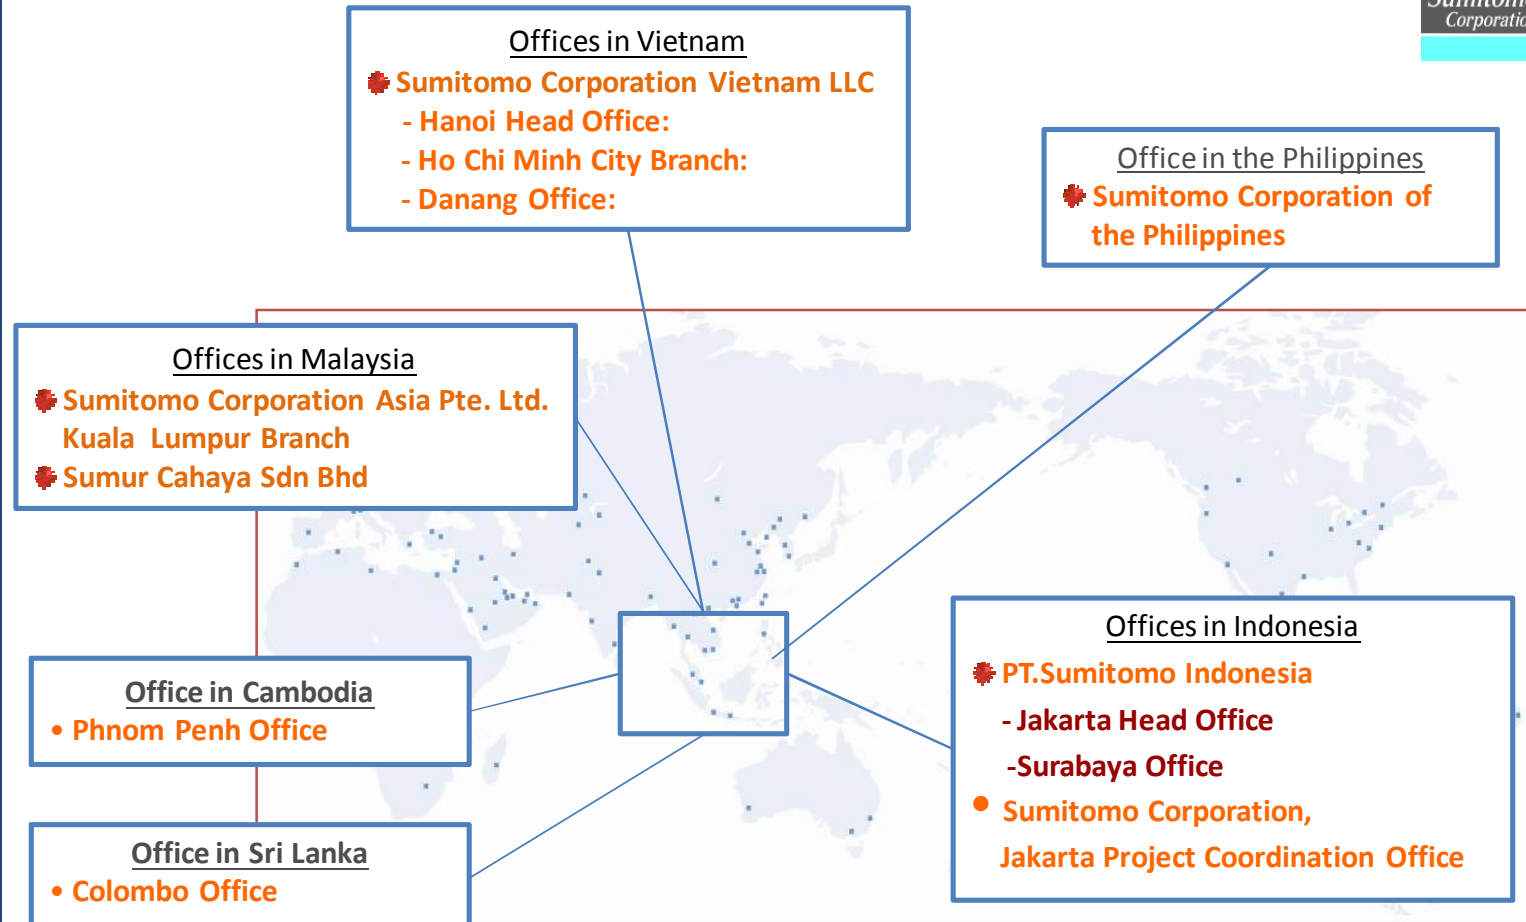 Corporatio
Offices in Vietnam
Sumitomo Corporation Vietnam LLC
- Hanoi Head Office:
- Ho Chi Minh City Branch:
- Danang Office:
Office in the Philippines
Sumitomo Corporation of
the Philippines
Offices in Malaysia
Sumitomo Corporation Asia Pte. Ltd.
Kuala Lumpur Branch
Sumur Cahaya Sdn Bhd
Office in Cambodia
• Phnom Penh Office
Office in Sri Lanka
• Colombo Office
Offices in Indonesia
PT.Sumitomo Indonesia
- Jakarta Head Office
-Surabaya Office
• Sumitomo Corporation,
Jakarta Project Coordination Office